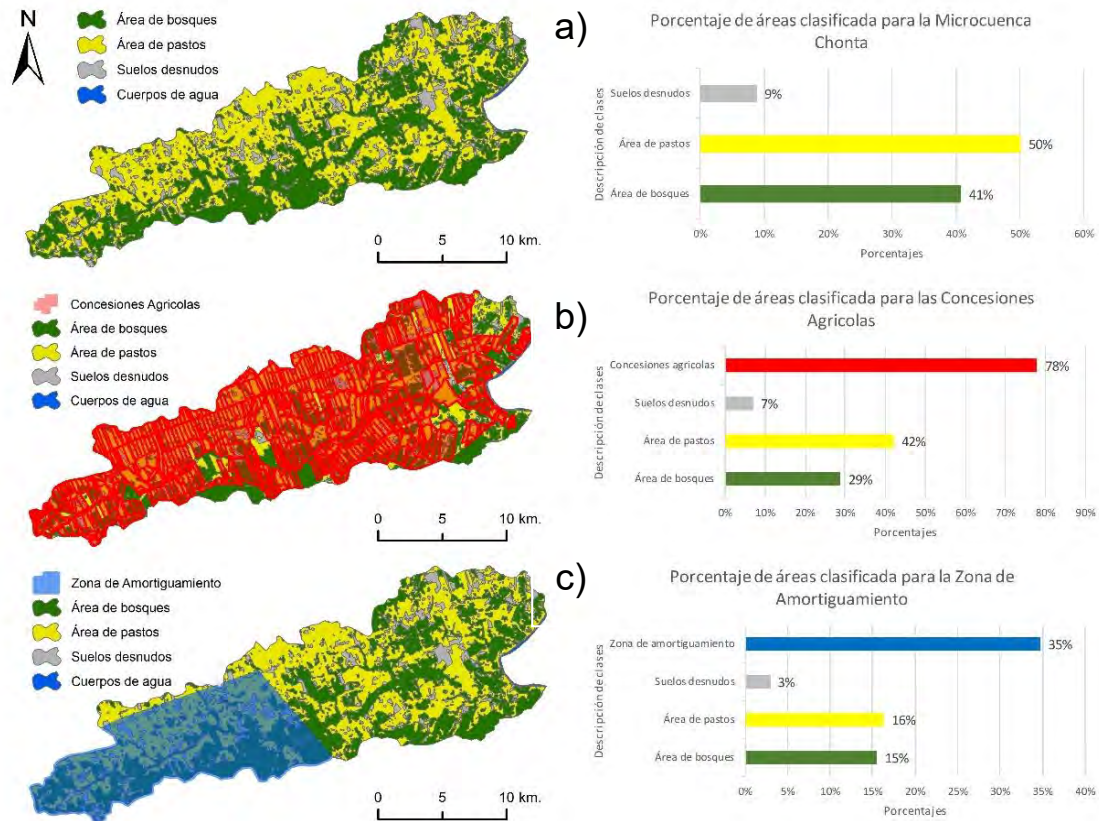 N
Área de bosques
Área de pastos
Suelos desnudos
Cuerpos de agua
0 5 10 km.
a)
Porcentaje de áreas clasificada para la Microcuenca
Chonta
Descripción de clases
Suelos desnudos
9%
Área de pastos
50%
Área de bosques
41%
0% 10% 20% 30% 40% 50% 60%
Porcentajes
Concesiones Agricolas
Área de bosques
Área de pastos
Suelos desnudos
Cuerpos de agua
0 5 10 km.
b)
Porcentaje de áreas clasificada para las Concesiones
Agricolas
Descripción de clases
Concesiones agricolas
78%
Suelos desnudos
7%
Área de pastos
42%
Área de bosques
29%
0% 10% 20% 30% 40% 50% 60% 70% 80% 90%
Porcentajes
Zona de Amortiguamiento
Área de bosques
Área de pastos
Suelos desnudos
Cuerpos de agua
0 5 10 km.
c)
Porcentaje de áreas clasificada para la Zona de
Amortiguamiento
Descripción de clases
Zona de amortiguamiento
35%
Suelos desnudos
3%
Área de pastos
16%
Área de bosques
15%
0% 5% 10% 15% 20% 25% 30% 35% 40%
Porcentajes